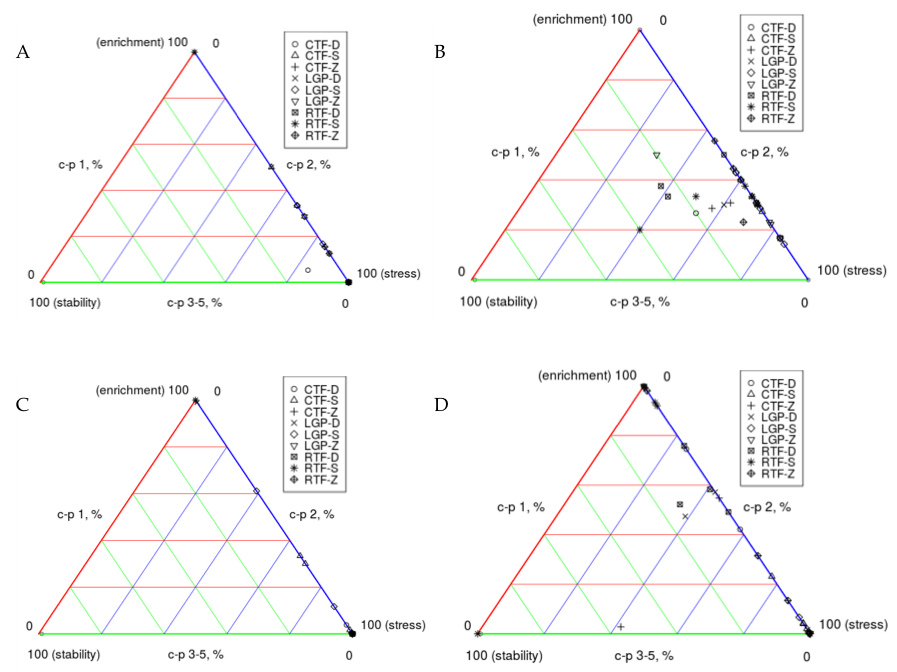 A
(enrichment) 100 0
CTF-D
CTF-S
CTF-Z
LGP-D
LGP-S
LGP-Z
RTF-D
RTF-S
RTF-Z
c-p 1, %
c-p 2, %
0
100 (stress)
100 (stability)
c-p 3-5, %
0
B
(enrichment) 100 0
CTF-D
CTF-S
CTF-Z
LGP-D
LGP-S
LGP-Z
RTF-D
RTF-S
RTF-Z
c-p 1, %
c-p 2, %
0
100 (stress)
100 (stability)
c-p 3-5, %
0
C
(enrichment) 100 0
CTF-D
CTF-S
CTF-Z
LGP-D
LGP-S
LGP-Z
RTF-D
RTF-S
RTF-Z
c-p 1, %
c-p 2, %
0
100 (stress)
100 (stability)
c-p 3-5, %
0
D
(enrichment) 100 0
CTF-D
CTF-S
CTF-Z
LGP-D
LGP-S
LGP-Z
RTF-D
RTF-S
RTF-Z
c-p 1, %
c-p 2, %
0
100 (stress)
100 (stability)
c-p 3-5, %
0